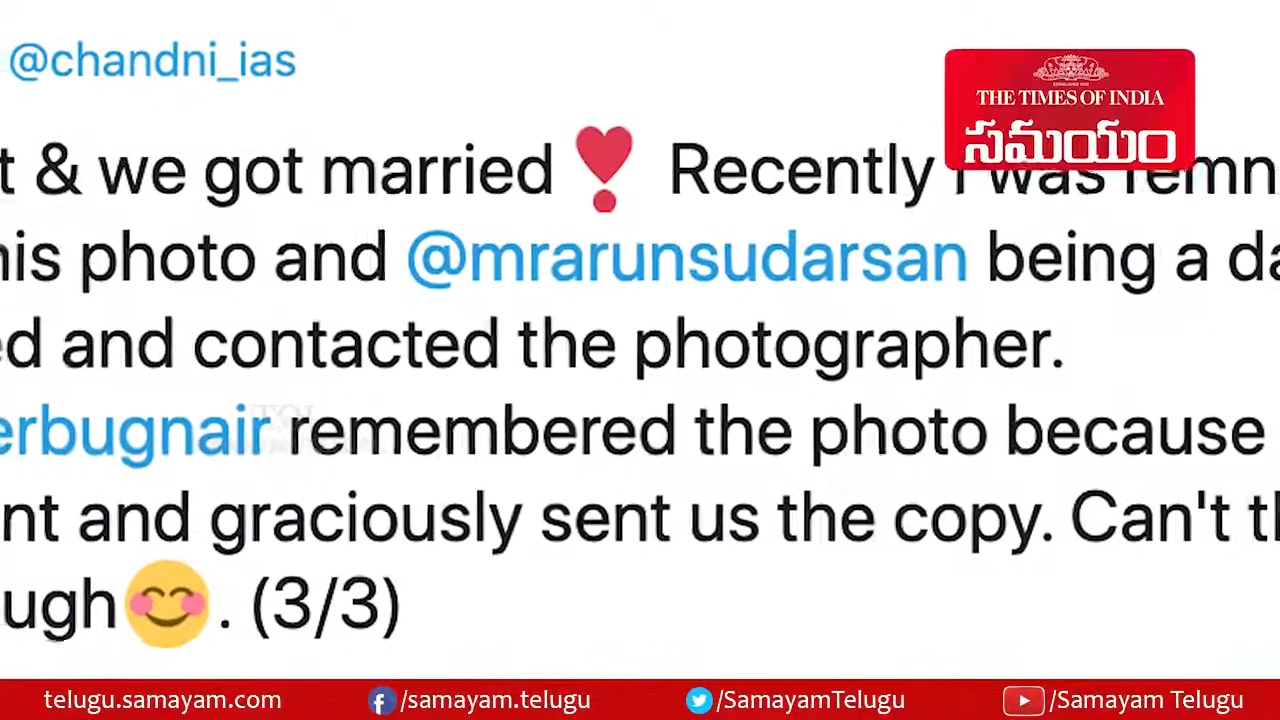 @chandni_ias
THE TIMES OF INDIA
సమయం
t & we got married❣ Recently I was remn
his photo and @mrarunsudarsan being a da
ed and contacted the photographer.
erbugnair remembered the photo because
nt and graciously sent us the copy. Can't th
ugh😊. (3/3)
telugu.samayam.com
/samayam.telugu
/SamayamTelugu
/Samayam Telugu